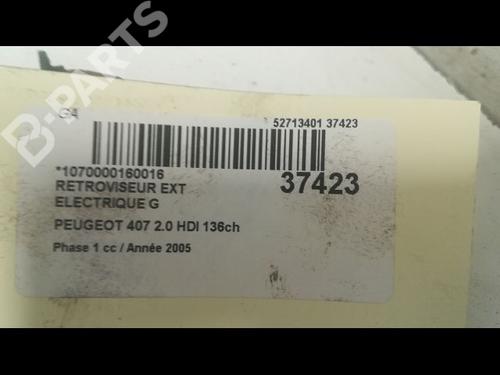 GA
52713401 37423
*1070000160016
RETROVISEUR EXT
37423
ELECTRIQUE G
PEUGEOT 407 2.0 HDI 136ch
Phase 1 cc / Année 2005
B-PARTS